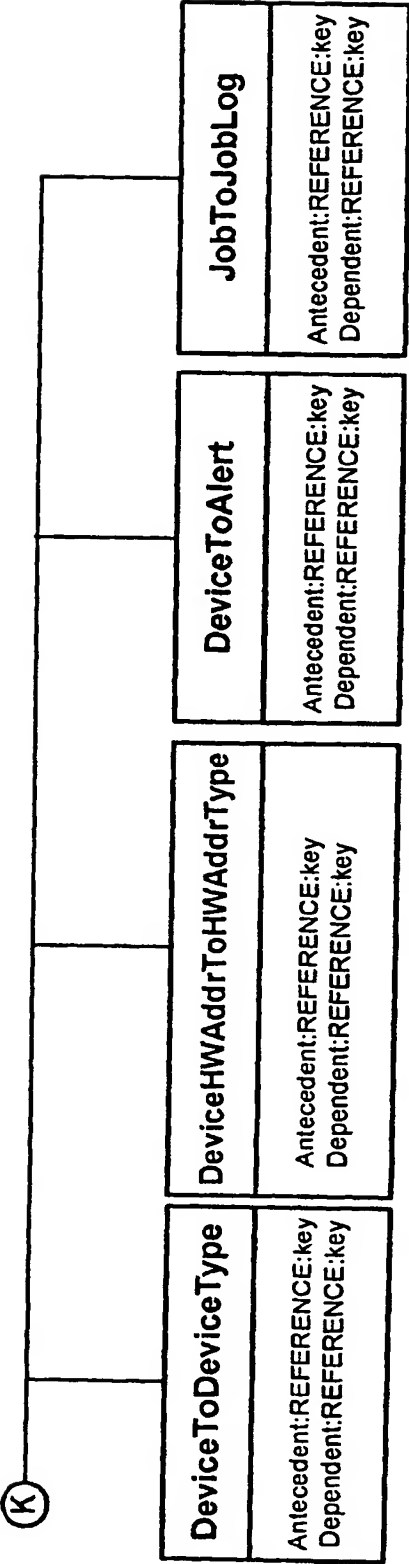 K
DeviceToDeviceType
Antecedent:REFERENCE:key
Dependent:REFERENCE:key
DeviceHWAddrToHWAddrType
Antecedent:REFERENCE:key
Dependent:REFERENCE:key
DeviceToAlert
Antecedent:REFERENCE:key
Dependent:REFERENCE:key
JobToJobLog
Antecedent:REFERENCE:key
Dependent:REFERENCE:key